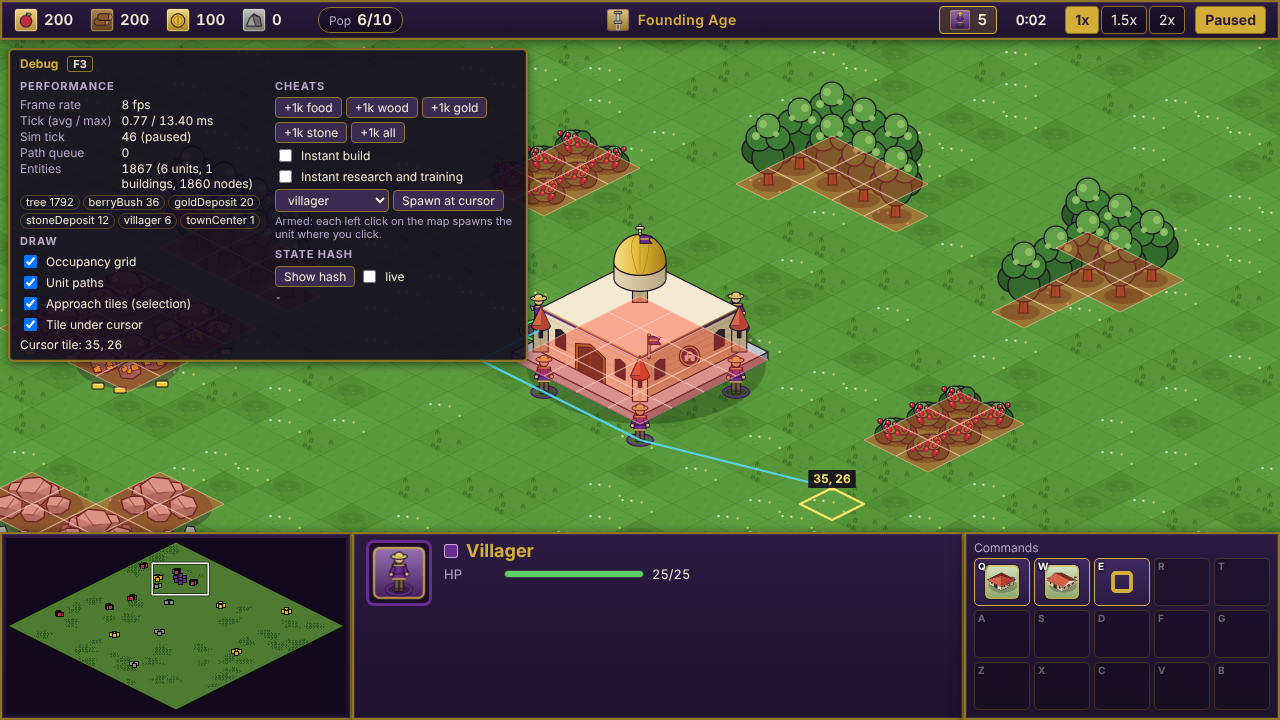 200 200 100 0 Pop 6/10 Founding Age 5 0:02 1x 1.5x 2x Paused
Debug F3
PERFORMANCE
Frame rate 8 fps
Tick (avg / max) 0.77 / 13.40 ms
Sim tick 46 (paused)
Path queue 0
Entities 1867 (6 units, 1
buildings, 1860 nodes)
tree 1792 berryBush 36 goldDeposit 20
stoneDeposit 12 villager 6 townCenter 1
DRAW
Occupancy grid
Unit paths
Approach tiles (selection)
Tile under cursor
Cursor tile: 35, 26
CHEATS
+1k food +1k wood +1k gold
+1k stone +1k all
Instant build
Instant research and training
villager Spawn at cursor
Armed: each left click on the map spawns the
unit where you click.
STATE HASH
Show hash live
-
35, 26
Villager
HP 25/25
Commands
Q W E R T
A S D F G
Z X C V B